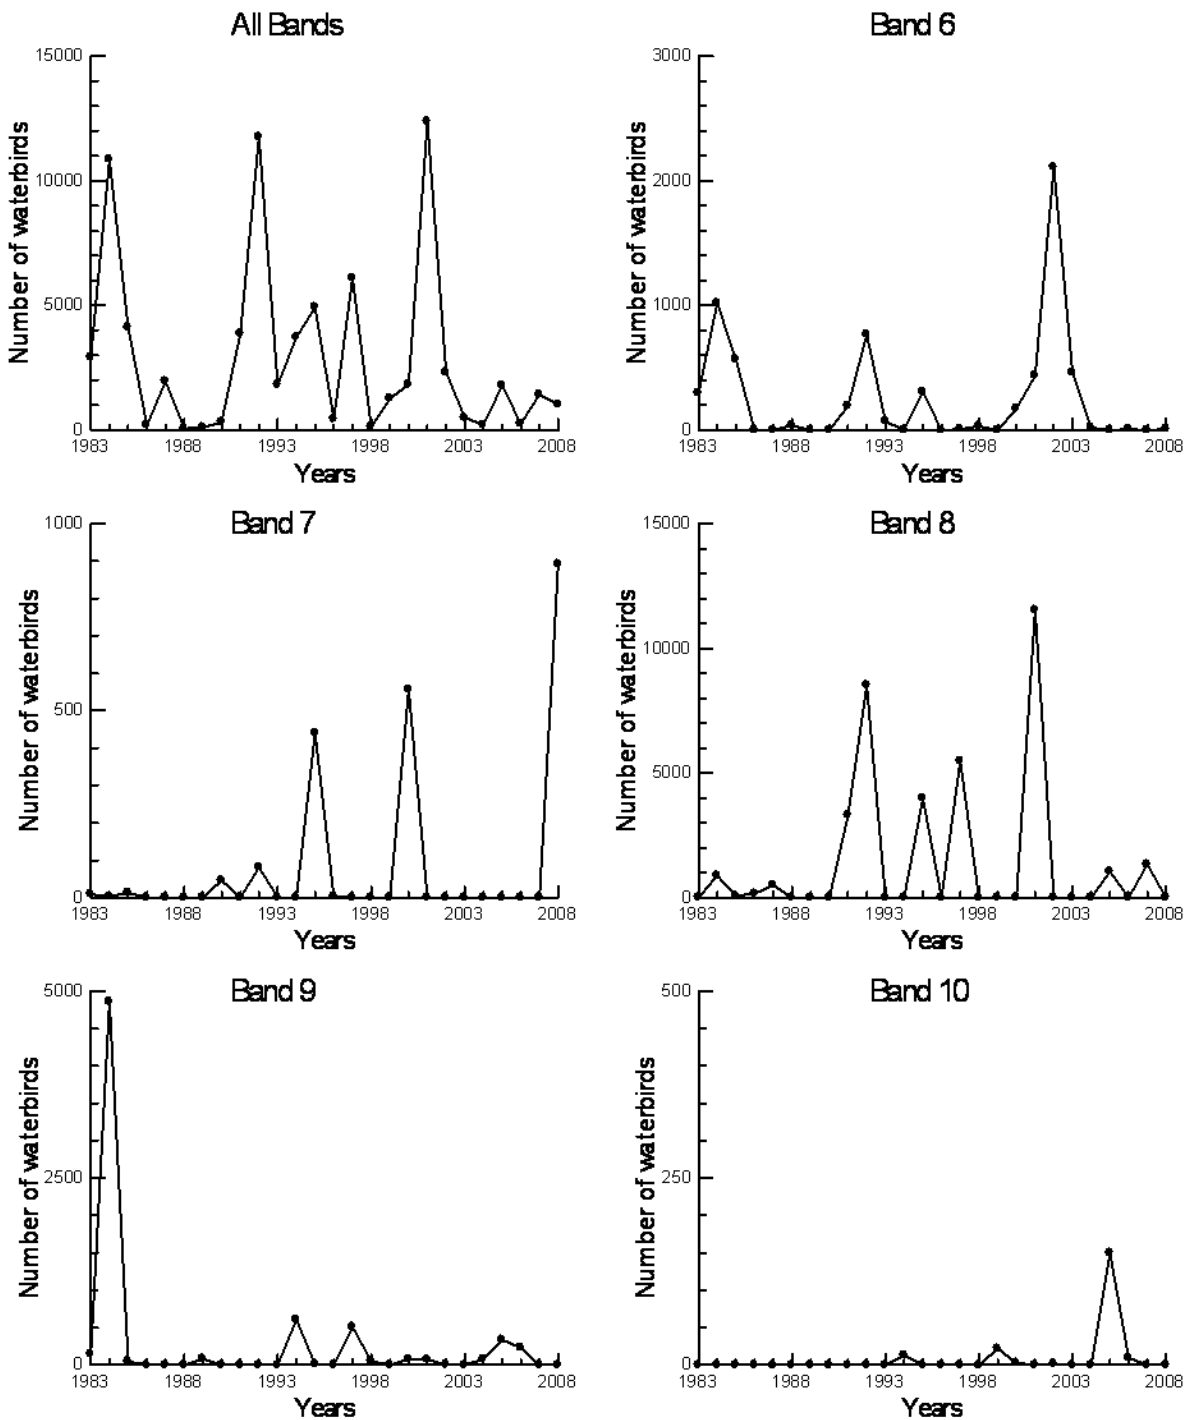 All Bands
15000
10000
5000
0
Number of waterbirds
1983 1988 1993 1998 2003 2008
Years
Band 6
3000
2000
1000
0
Number of waterbirds
1983 1988 1993 1998 2003 2008
Years
Band 7
1000
500
0
Number of waterbirds
1983 1988 1993 1998 2003 2008
Years
Band 8
15000
10000
5000
0
Number of waterbirds
1983 1988 1993 1998 2003 2008
Years
Band 9
5000
2500
0
Number of waterbirds
1983 1988 1993 1998 2003 2008
Years
Band 10
500
250
0
Number of waterbirds
1983 1988 1993 1998 2003 2008
Years